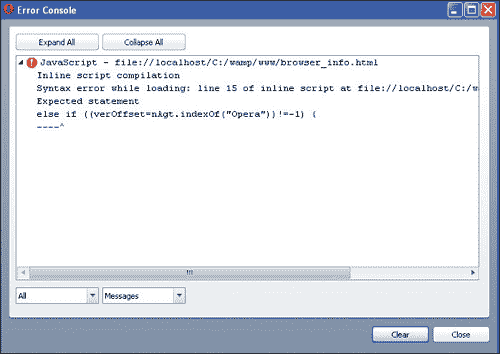 Error Console
Expand All
Collapse All
JavaScript - file://localhost/C:/wamp/www/browser_info.html
Inline script compilation
Syntax error while loading: line 15 of inline script at file://localhost/C:/w
Expected statement
else if ((verOffset=nAgt.indexOf("Opera"))!=-1) {
----^
All
Messages
Clear
Close